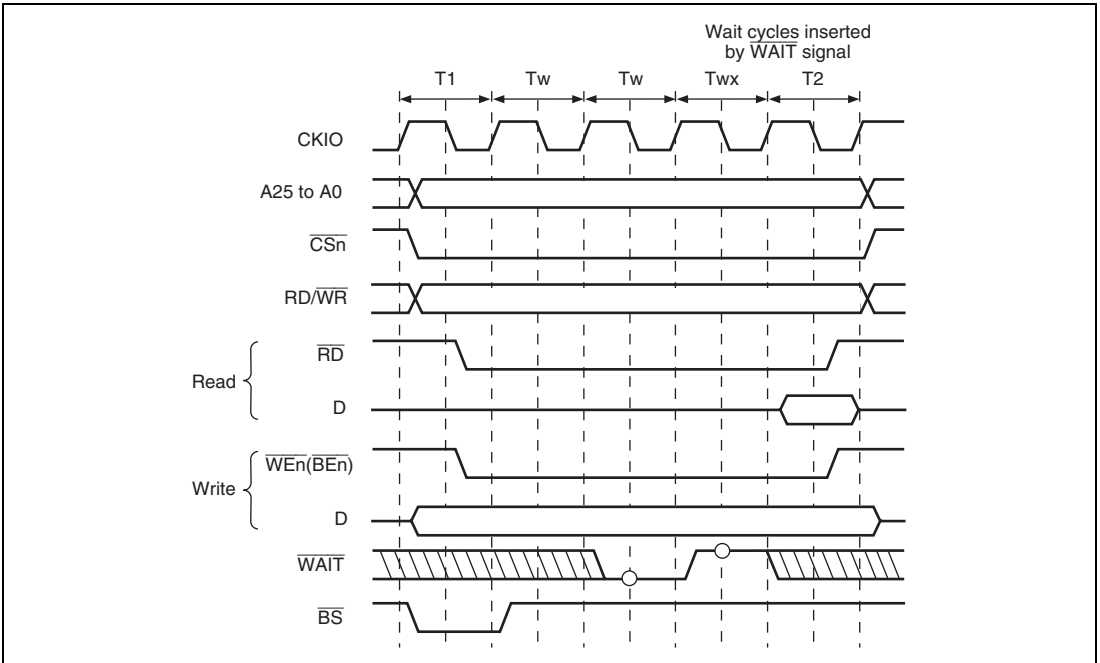 Wait cycles inserted
by WAIT signal
T1 Tw Tw Twx T2
CKIO
A25 to A0
CSn
RD/WR
Read
RD
D
Write
WEn(BEn)
D
WAIT
BS